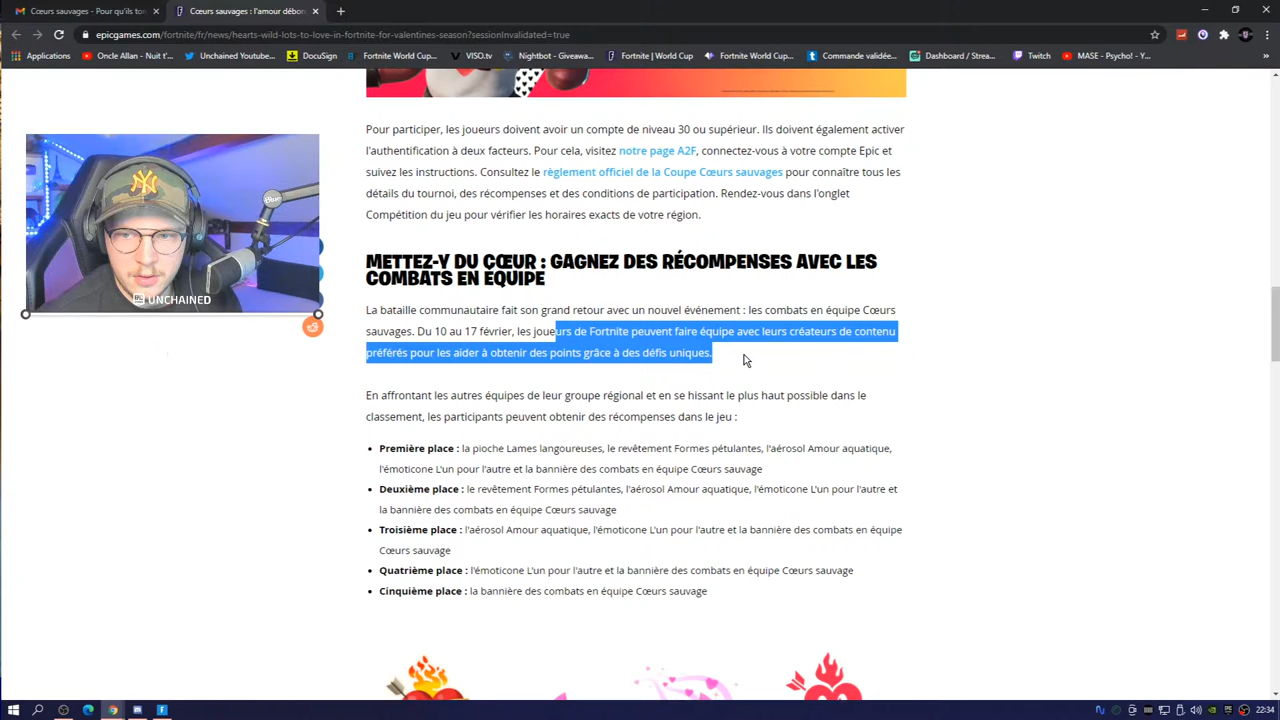 Cœurs sauvages - Pour qu'ils to
Cœurs sauvages : l'amour débor
epicgames.com/fortnite/fr/news/hearts-wild-lots-to-love-in-fortnite-for-valentines-season?sessionInvalidated=true
Applications
Oncle Allan - Nuit t'...
Unchained Youtube...
DocuSign
Fortnite World Cup...
VISO.tv
Nightbot - Giveawa...
Fortnite | World Cup
Fortnite World Cup...
Commande validée...
Dashboard / Strea...
Twitch
MASE - Psycho! - Y...
»
Pour participer, les joueurs doivent avoir un compte de niveau 30 ou supérieur. Ils doivent également activer
l'authentification à deux facteurs. Pour cela, visitez notre page A2F, connectez-vous à votre compte Epic et
suivez les instructions. Consultez le règlement officiel de la Coupe Cœurs sauvages pour connaître tous les
détails du tournoi, des récompenses et des conditions de participation. Rendez-vous dans l'onglet
Compétition du jeu pour vérifier les horaires exacts de votre région.
NY
Blue
UNCHAINED
METTEZ-Y DU CŒUR : GAGNEZ DES RÉCOMPENSES AVEC LES
COMBATS EN ÉQUIPE
La bataille communautaire fait son grand retour avec un nouvel événement : les combats en équipe Cœurs
sauvages. Du 10 au 17 février, les joueurs de Fortnite peuvent faire équipe avec leurs créateurs de contenu
préférés pour les aider à obtenir des points grâce à des défis uniques.
En affrontant les autres équipes de leur groupe régional et en se hissant le plus haut possible dans le
classement, les participants peuvent obtenir des récompenses dans le jeu :
• Première place : la pioche Lames langoureuses, le revêtement Formes pétulantes, l'aérosol Amour aquatique,
l'émoticone L'un pour l'autre et la bannière des combats en équipe Cœurs sauvage
• Deuxième place : le revêtement Formes pétulantes, l'aérosol Amour aquatique, l'émoticone L'un pour l'autre et
la bannière des combats en équipe Cœurs sauvage
• Troisième place : l'aérosol Amour aquatique, l'émoticone L'un pour l'autre et la bannière des combats en équipe
Cœurs sauvage
• Quatrième place : l'émoticone L'un pour l'autre et la bannière des combats en équipe Cœurs sauvage
• Cinquième place : la bannière des combats en équipe Cœurs sauvage
22:34